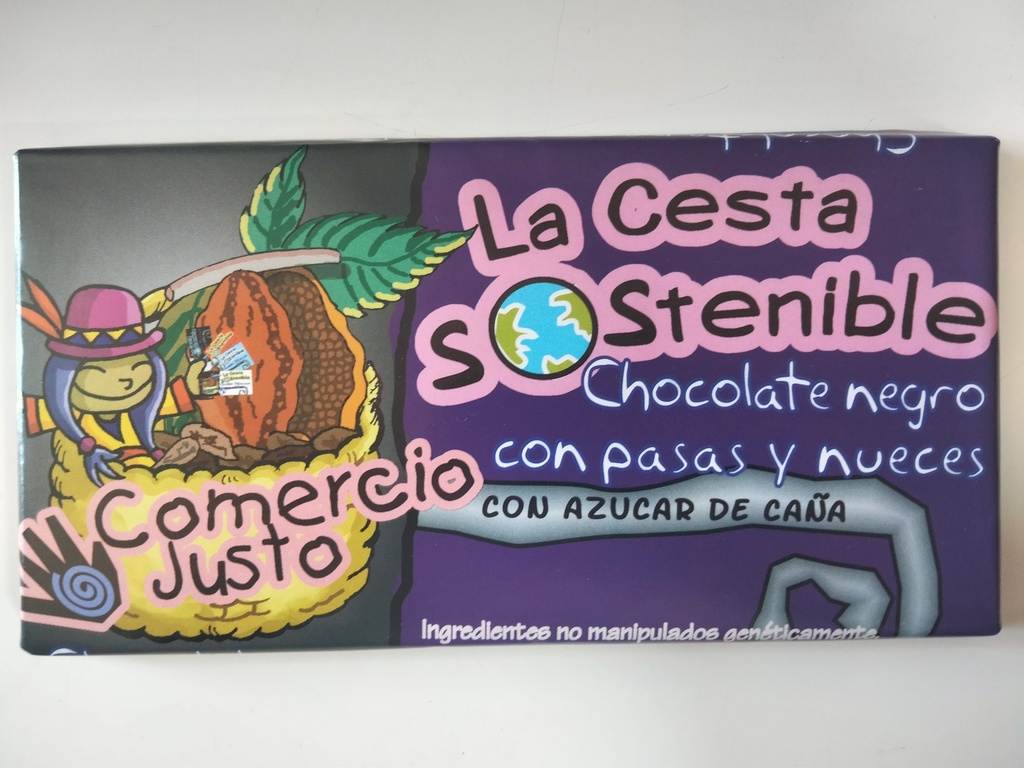 La Cesta
Sostenible
Chocolate negro
con pasas y nueces
CON AZUCAR DE CAÑA
Comercio
Justo
Ingredientes no manipulados genéticamente.